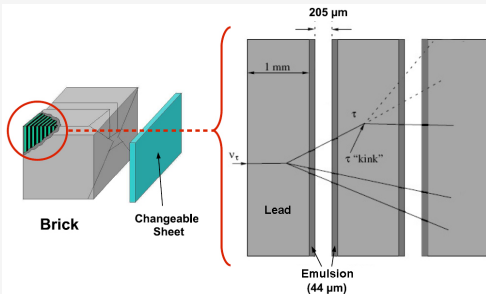 205 μm
1 mm
τ
ντ
τ "kink"
Lead
Brick
Changeable
Sheet
Emulsion
(44 μm)